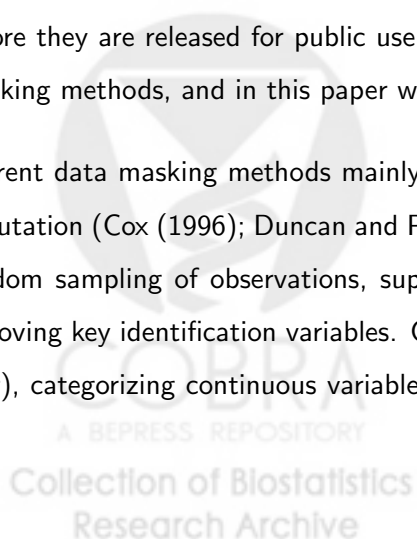 ore they are released for public use
king methods, and in this paper w
rent data masking methods mainly
utation (Cox (1996); Duncan and P
dom sampling of observations, sup
oving key identification variables.
), categorizing continuous variable
COBRA
A BEPRESS REPOSITORY
Collection of Biostatistics
Research Archive